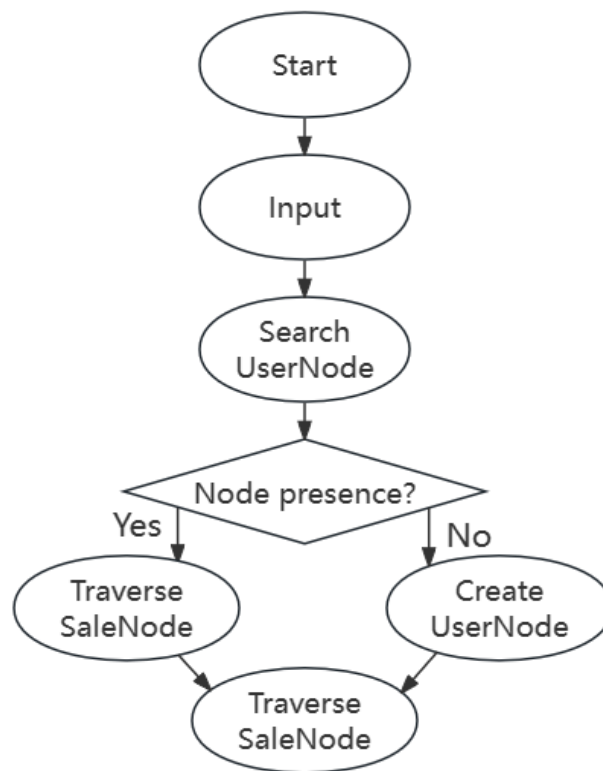 Start
Input
Search
UserNode
Node presence?
Yes
No
Traverse
SaleNode
Create
UserNode
Traverse
SaleNode